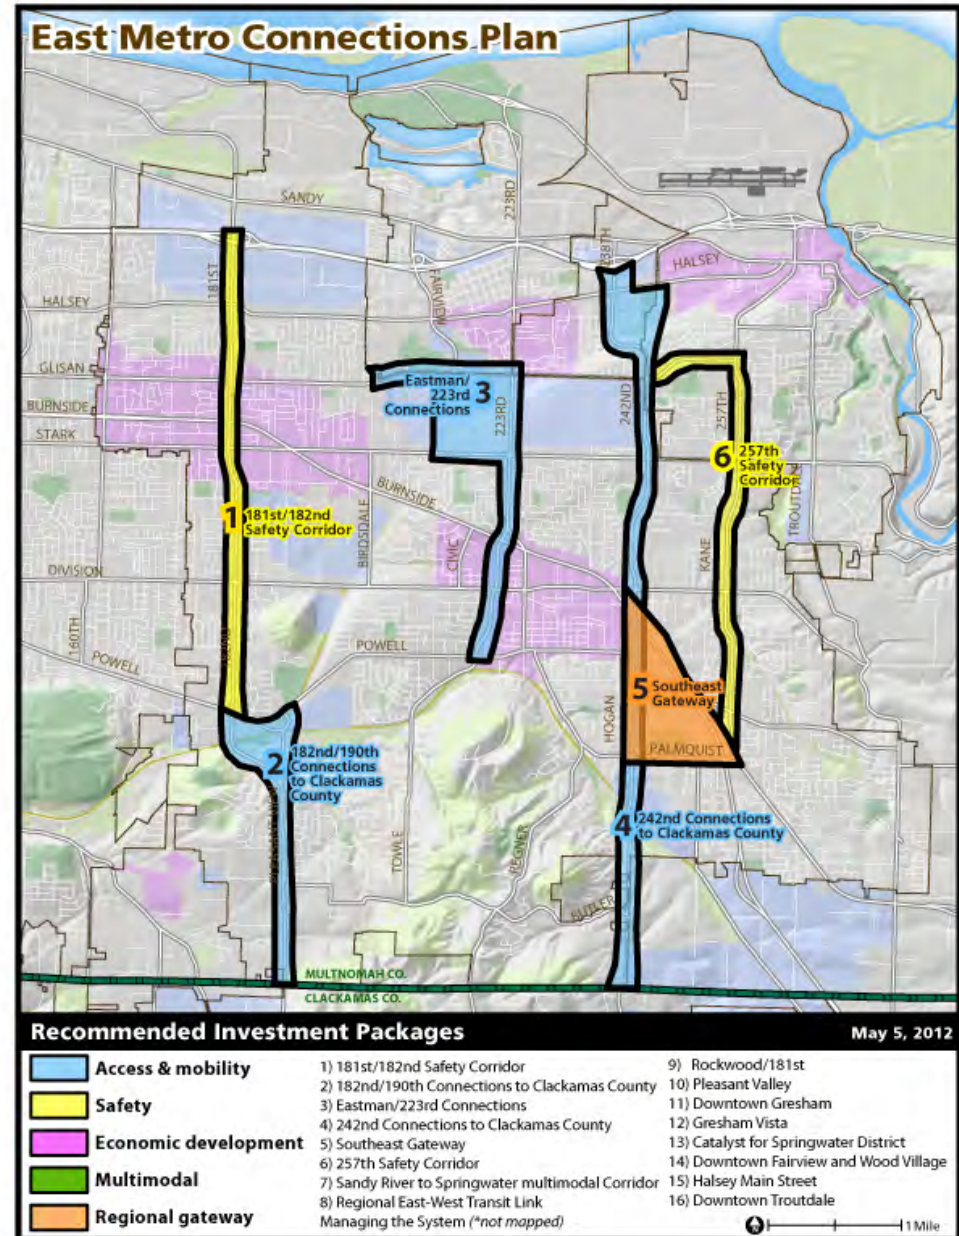 East Metro Connections Plan
SANDY
223RD
238TH
HALSEY
181ST
FAIRVIEW
HALSEY
GLISAN
Eastman/
223rd
Connections
3
223RD
242ND
257TH
BURNSIDE
STARK
6
257th
Safety
Corridor
BURNSIDE
1
181st/182nd
Safety Corridor
BIRDSDALE
CIVIC
KANE
DIVISION
160TH
POWELL
POWELL
5
Southeast
Gateway
HOGAN
PALMQUIST
2
182nd/190th
Connections
to Clackamas
County
4
242nd Connections
to Clackamas County
TOWLE
REGNER
BUTLER
MULTNOMAH CO.
CLACKAMAS CO.
Recommended Investment Packages
May 5, 2012
Access & mobility
Safety
Economic development
Multimodal
Regional gateway
1) 181st/182nd Safety Corridor
2) 182nd/190th Connections to Clackamas County
3) Eastman/223rd Connections
4) 242nd Connections to Clackamas County
5) Southeast Gateway
6) 257th Safety Corridor
7) Sandy River to Springwater multimodal Corridor
8) Regional East-West Transit Link
Managing the System (*not mapped)
9) Rockwood/181st
10) Pleasant Valley
11) Downtown Gresham
12) Gresham Vista
13) Catalyst for Springwater District
14) Downtown Fairview and Wood Village
15) Halsey Main Street
16) Downtown Troutdale
1 Mile